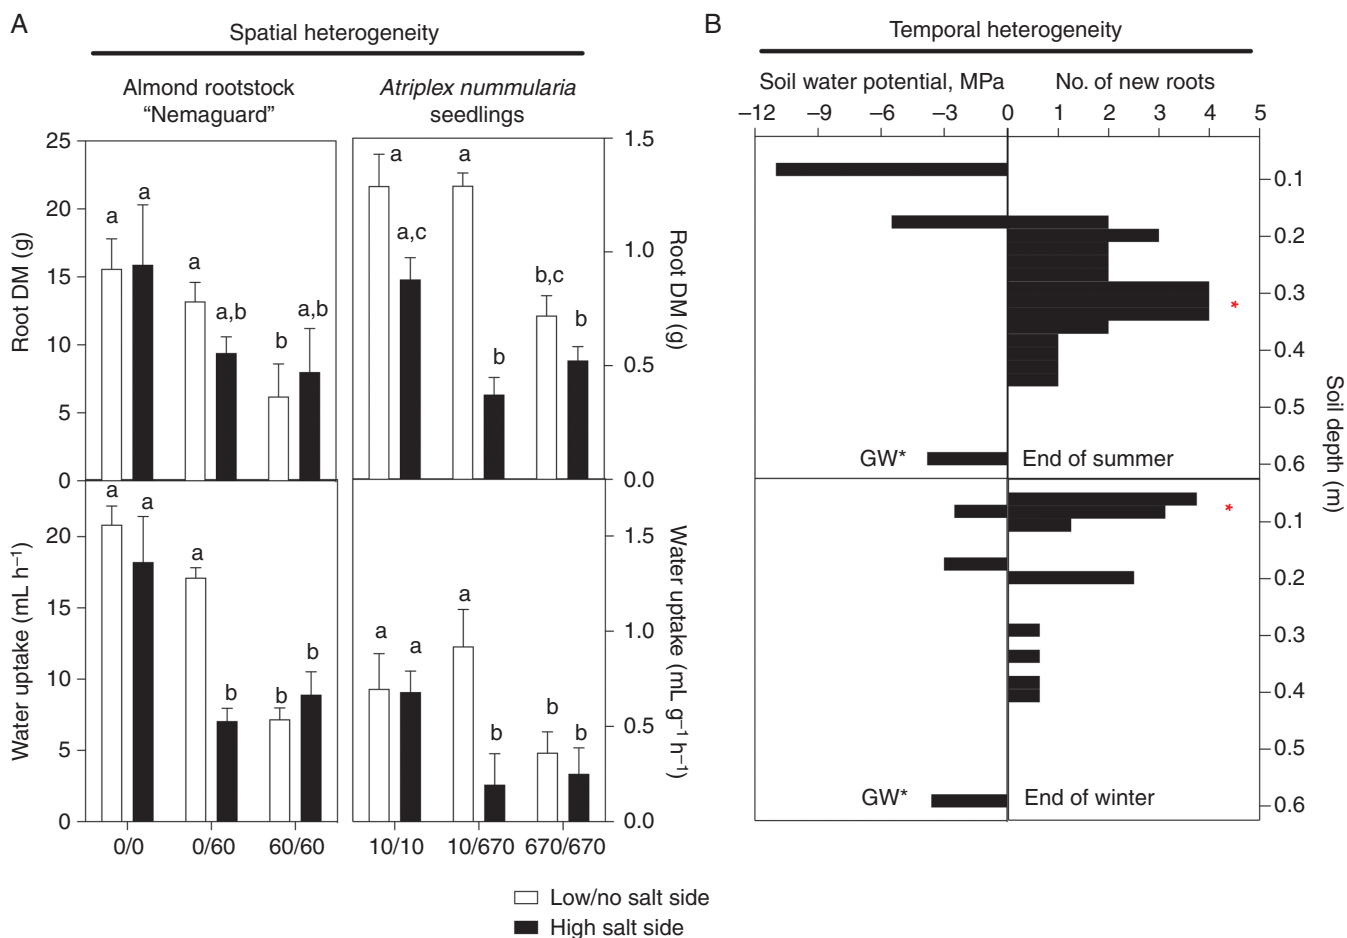 A
Spatial heterogeneity
Almond rootstock
“Nemaguard”
Atriplex nummularia
seedlings
25
20
15
10
5
0
Root DM (g)
a
a
a
a,b
b
a,b
1.5
1.0
0.5
0.0
Root DM (g)
a
a,c
a
b
b,c
b
20
15
10
5
0
Water uptake (mL h⁻¹)
a
a
a
b
b
b
1.5
1.0
0.5
0.0
Water uptake (mL g⁻¹ h⁻¹)
a
a
a
b
b
b
0/0 0/60 60/60
10/10 10/670 670/670
Low/no salt side
High salt side
B
Temporal heterogeneity
Soil water potential, MPa
No. of new roots
−12 −9 −6 −3 0 1 2 3 4 5
0.1
0.2
0.3
*
0.4
0.5
0.6
GW*
End of summer
0.1
*
0.2
0.3
0.4
0.5
0.6
GW*
End of winter
Soil depth (m)